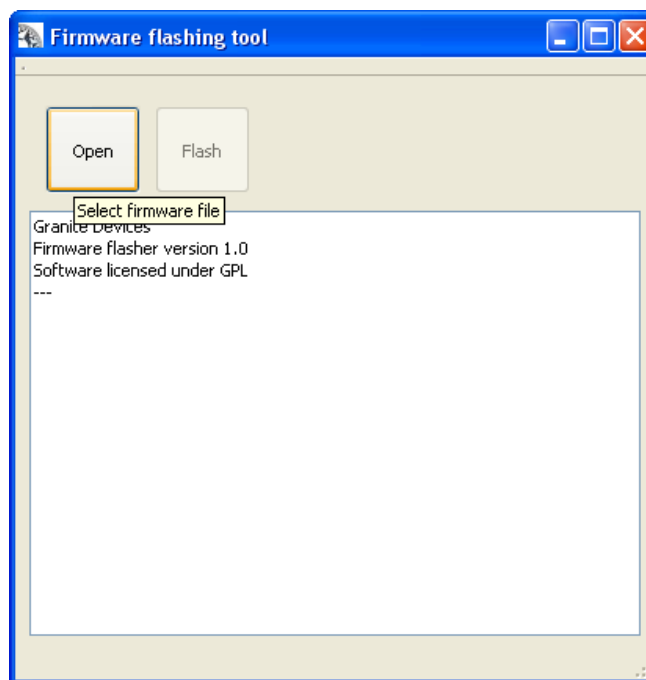 Firmware flashing tool
Open
Flash
Select firmware file
Granite Devices
Firmware flasher version 1.0
Software licensed under GPL
---